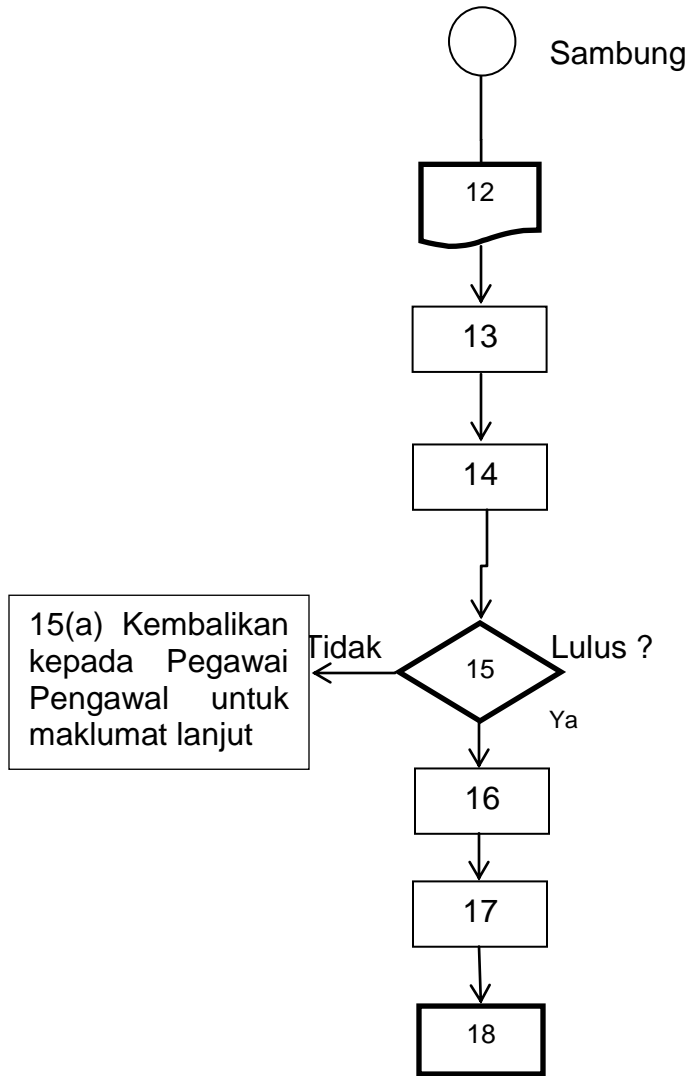 Sambung
12
13
14
15(a) Kembalikan
kepada Pegawai
Pengawal untuk
maklumat lanjut
Tidak
15
Lulus ?
Ya
16
17
18